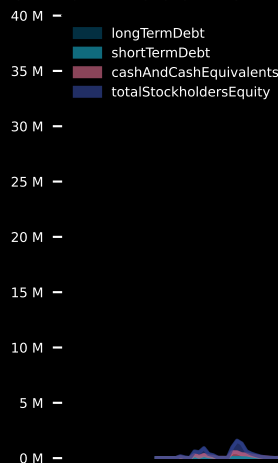 40 M
longTermDebt
shortTermDebt
35 M
cashAndCashEquivalents
totalStockholdersEquity
30 M
25 M
20 M
15 M
10 M
5 M
0 M